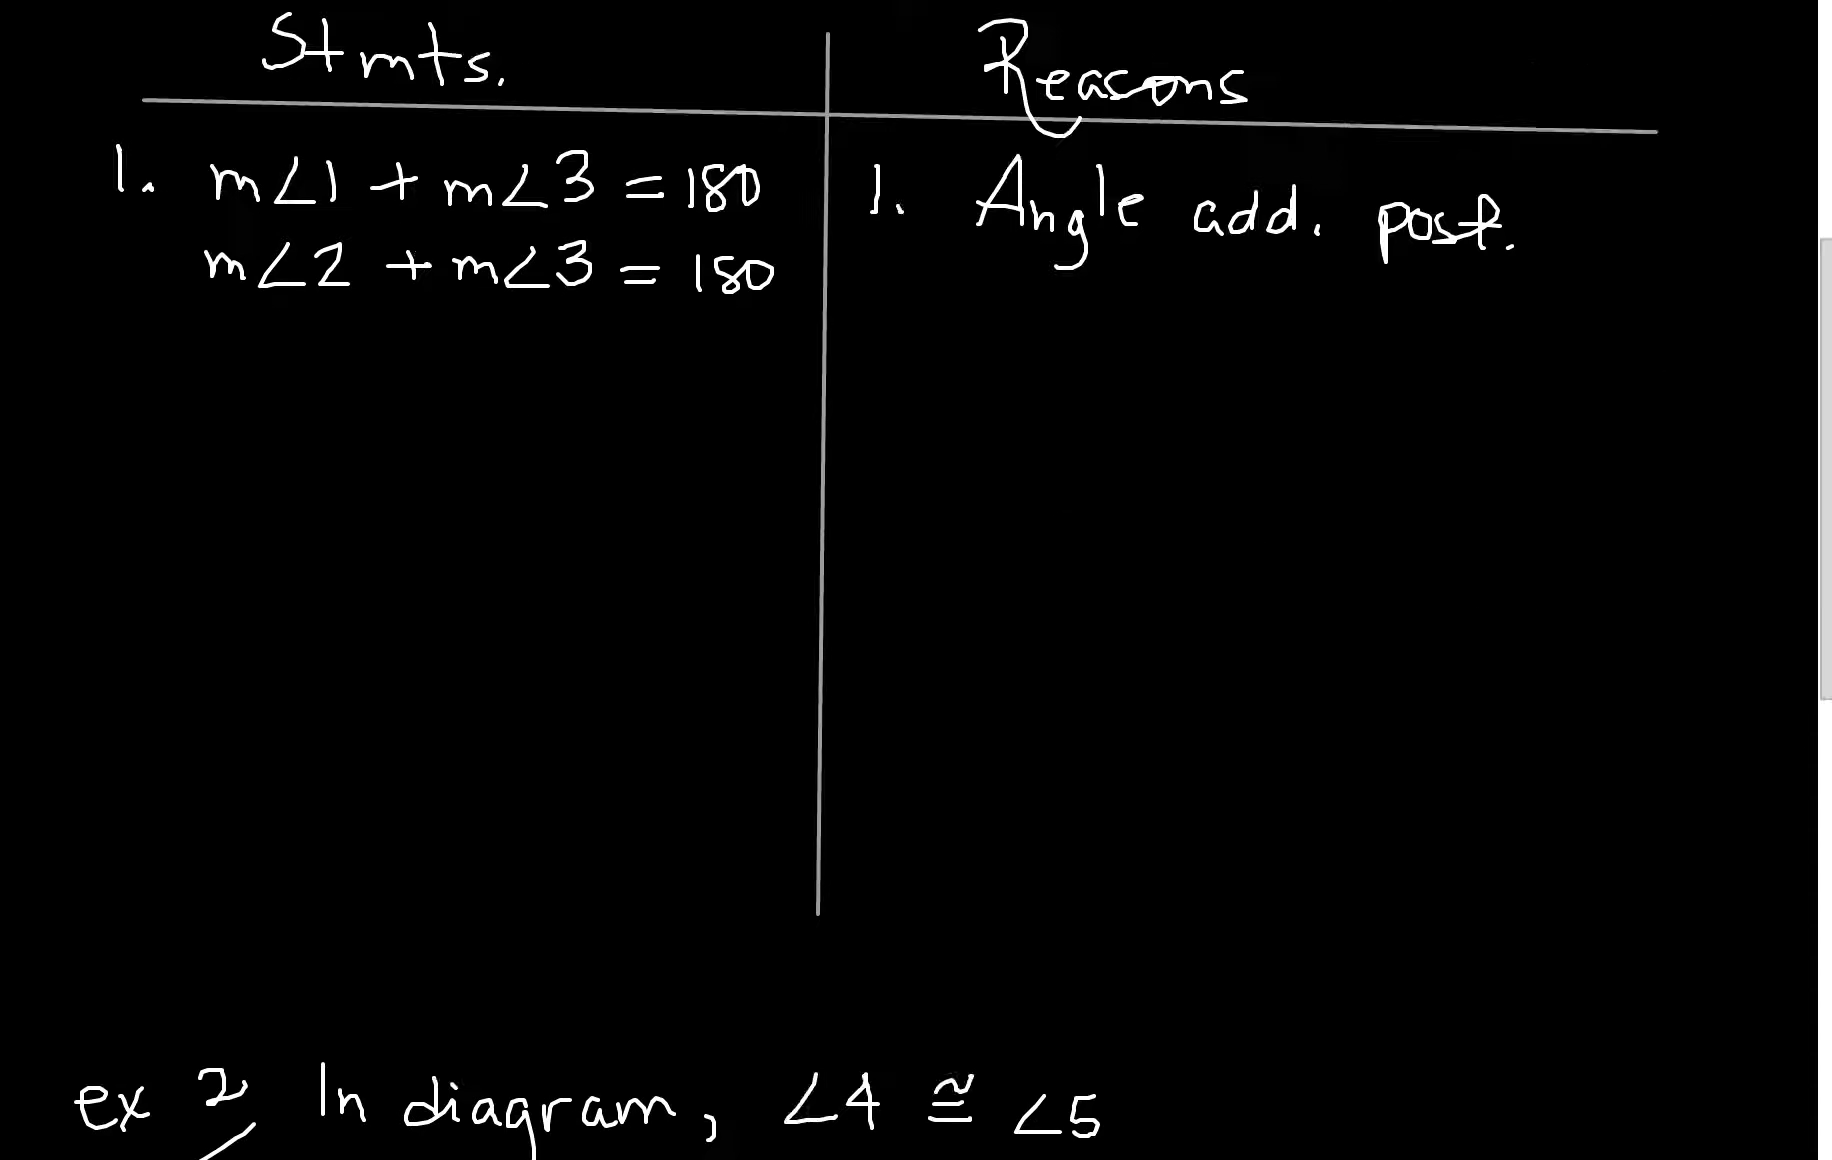 Stmts.
Reasons
1. m∠1 + m∠3 = 180
m∠2 + m∠3 = 180
1. Angle add. post.
ex 2 In diagram, ∠4 ≅ ∠5